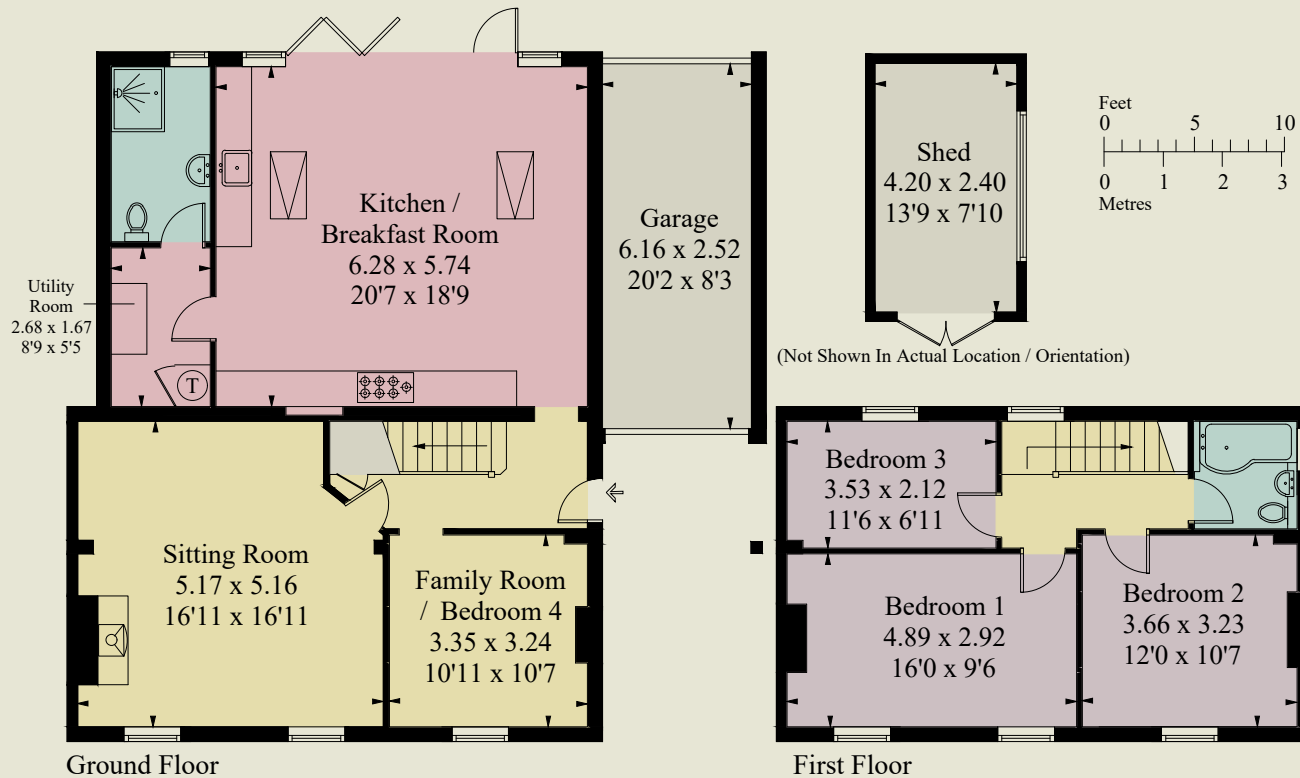 Kitchen /
Breakfast Room
6.28 x 5.74
20'7 x 18'9
Utility
Room
2.68 x 1.67
8'9 x 5'5
T
Garage
6.16 x 2.52
20'2 x 8'3
Shed
4.20 x 2.40
13'9 x 7'10
(Not Shown In Actual Location / Orientation)
Feet
0 5 10
0 1 2 3
Metres
Sitting Room
5.17 x 5.16
16'11 x 16'11
Family Room
/ Bedroom 4
3.35 x 3.24
10'11 x 10'7
Ground Floor
Bedroom 3
3.53 x 2.12
11'6 x 6'11
Bedroom 1
4.89 x 2.92
16'0 x 9'6
Bedroom 2
3.66 x 3.23
12'0 x 10'7
First Floor